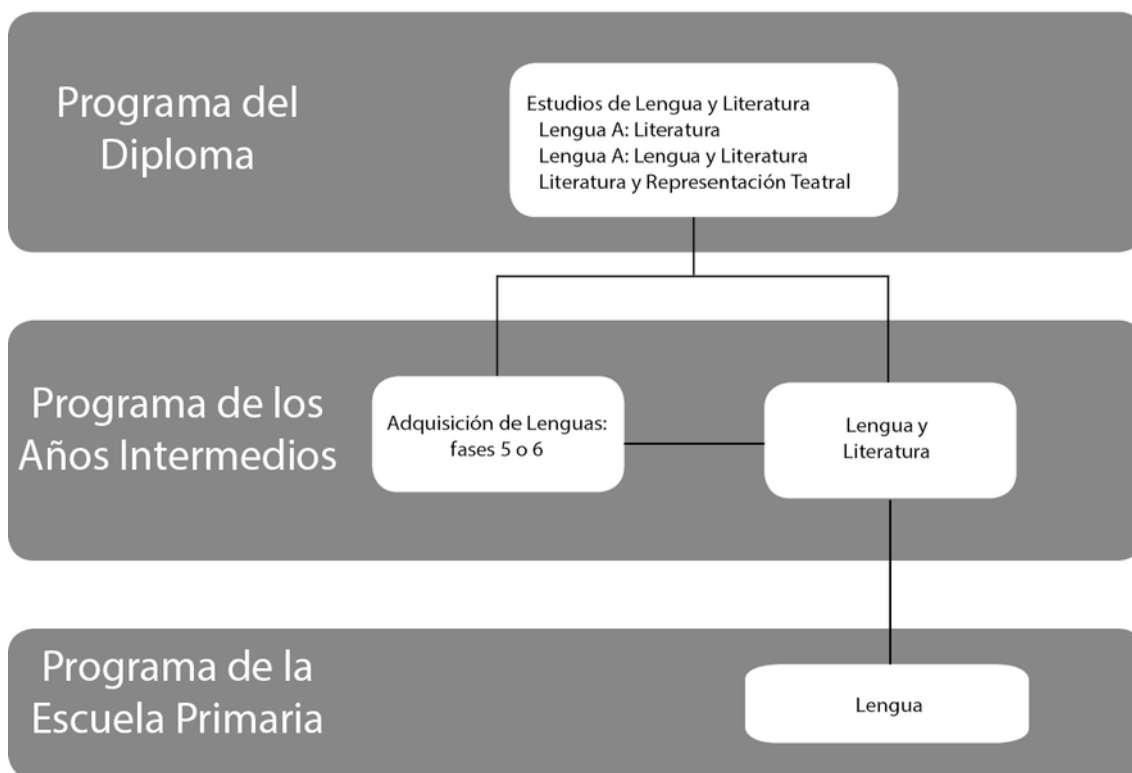 Programa del
Diploma
Estudios de Lengua y Literatura
Lengua A: Literatura
Lengua A: Lengua y Literatura
Literatura y Representación Teatral
Programa de los
Años Intermedios
Adquisición de Lenguas:
fases 5 o 6
Lengua y
Literatura
Programa de la
Escuela Primaria
Lengua